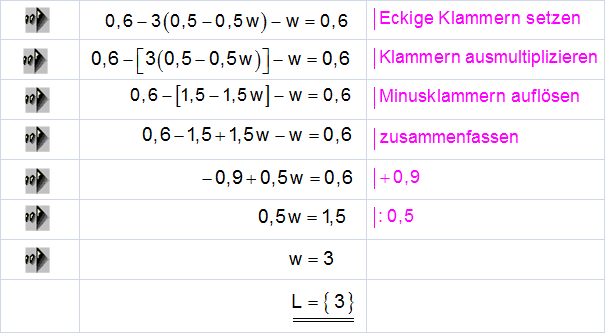 0,6 − 3(0,5 − 0,5w) − w = 0,6 |Eckige Klammern setzen
0,6 − [3(0,5 − 0,5w)] − w = 0,6 |Klammern ausmultiplizieren
0,6 − [1,5 − 1,5w] − w = 0,6 |Minusklammern auflösen
0,6 − 1,5 + 1,5w − w = 0,6 |zusammenfassen
−0,9 + 0,5w = 0,6 |+ 0,9
0,5w = 1,5 |: 0,5
w = 3
L = {3}